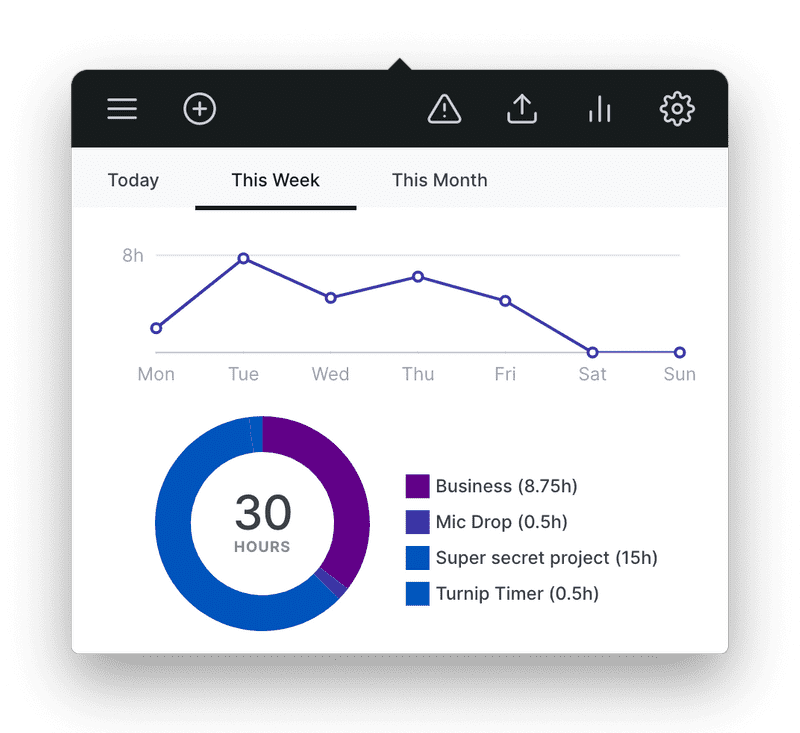 Today This Week This Month
8h
Mon Tue Wed Thu Fri Sat Sun
30
HOURS
Business (8.75h)
Mic Drop (0.5h)
Super secret project (15h)
Turnip Timer (0.5h)